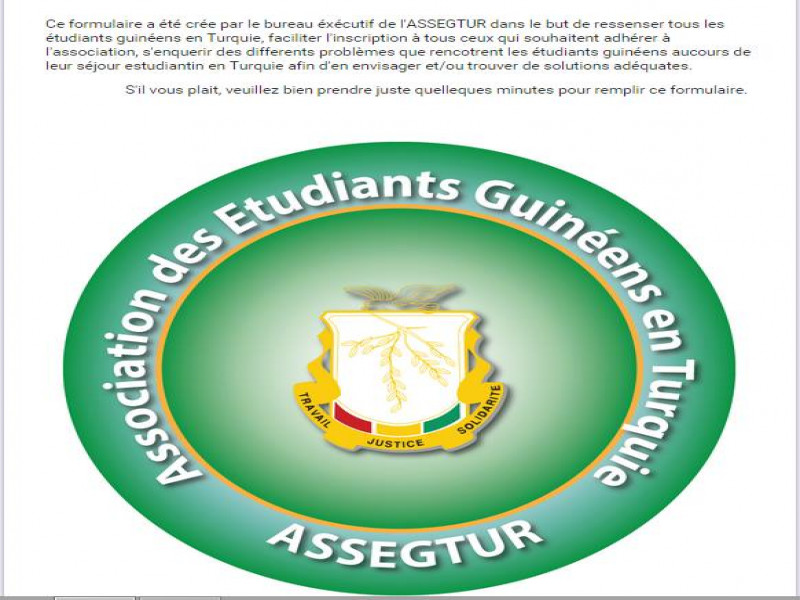 Ce formulaire a été crée par le bureau éxécutif de l'ASSEGTUR dans le but de ressenser tous les
étudiants guinéens en Turquie, faciliter l'inscription à tous ceux qui souhaitent adhérer à
l'association, s'enquerir des differents problèmes que rencotrent les étudiants guinéens aucours de
leur séjour estudiantin en Turquie afin d'en envisager et/ou trouver de solutions adéquates.
S'il vous plait, veuillez bien prendre juste quelleques minutes pour remplir ce formulaire.
Association des Etudiants Guinéens en Turquie
TRAVAIL JUSTICE SOLIDARITE
ASSEGTUR